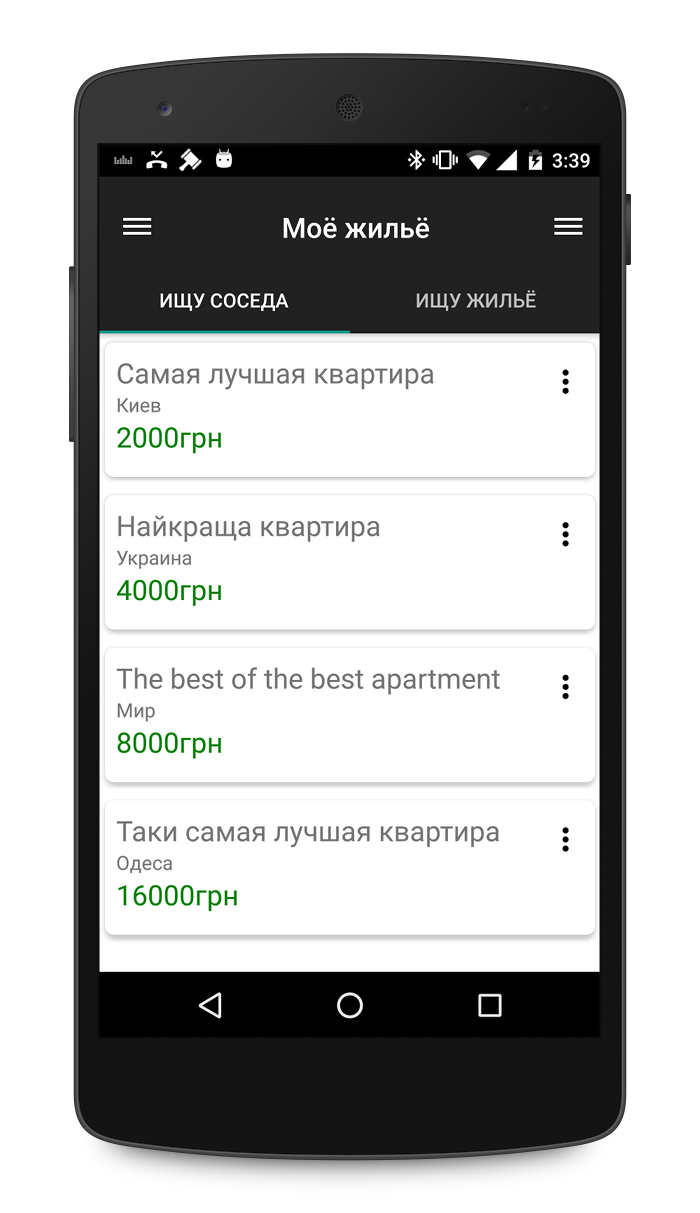 3:39
Моё жильё
ИЩУ СОСЕДА
ИЩУ ЖИЛЬЁ
Самая лучшая квартира
Киев
2000грн
Найкраща квартира
Украина
4000грн
The best of the best apartment
Мир
8000грн
Таки самая лучшая квартира
Одеса
16000грн